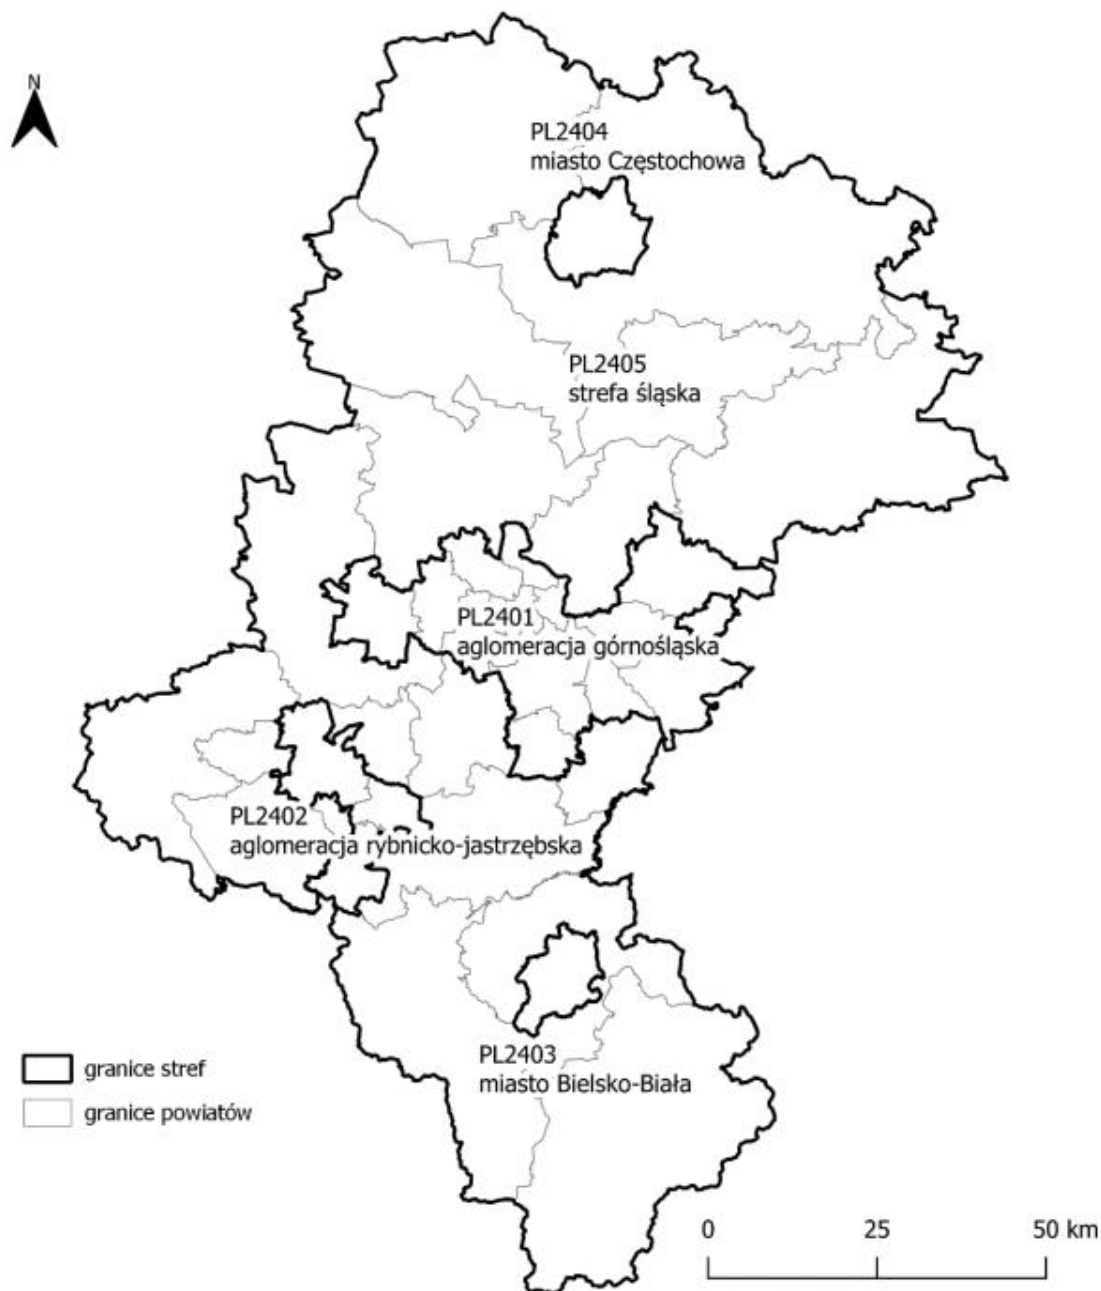 N
PL2404
miasto Częstochowa
PL2405
strefa śląska
PL2401
aglomeracja górnośląska
PL2402
aglomeracja rybnicko-jastrzębska
PL2403
miasto Bielsko-Biała
granice stref
granice powiatów
0 25 50 km